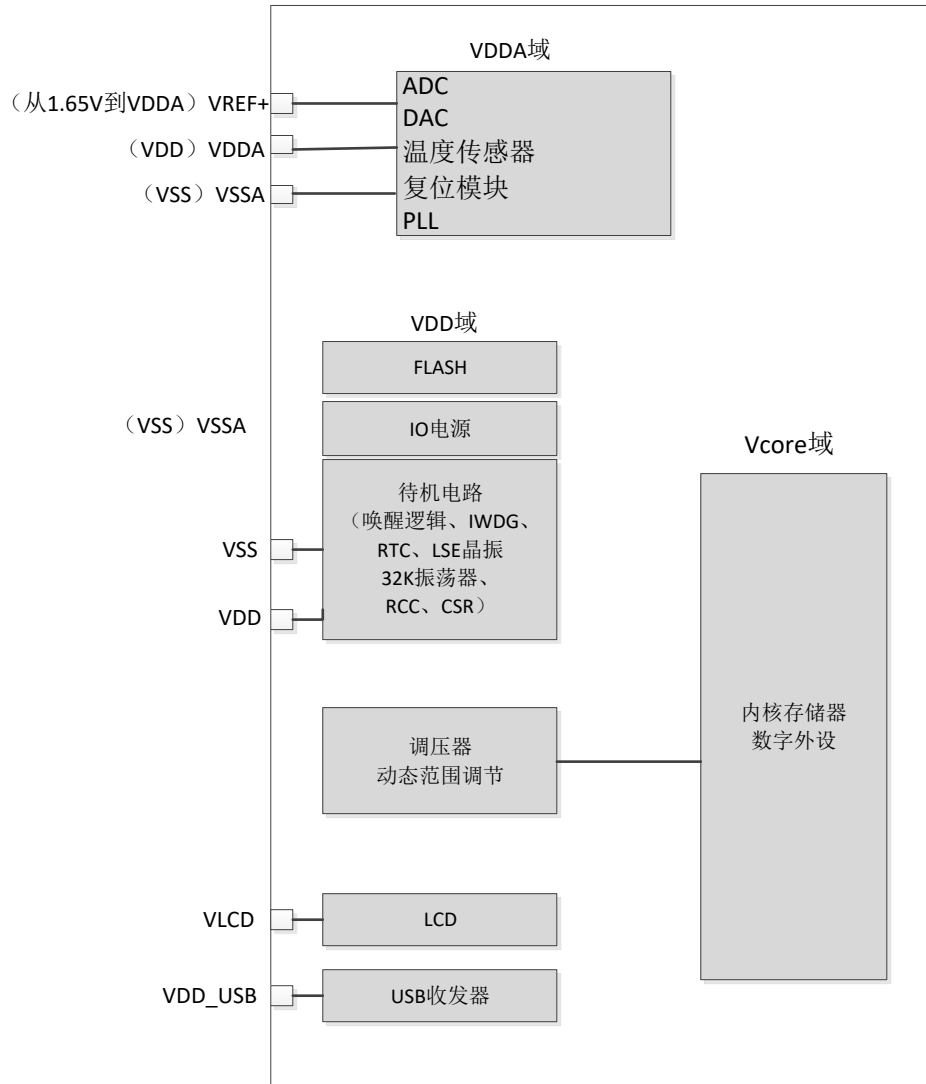 VDDA域
（从1.65V到VDDA）VREF+
（VDD）VDDA
（VSS）VSSA
ADC
DAC
温度传感器
复位模块
PLL
VDD域
FLASH
（VSS）VSSA
IO电源
Vcore域
待机电路
（唤醒逻辑、IWDG、
RTC、LSE晶振
32K振荡器、
RCC、CSR）
VSS
VDD
调压器
动态范围调节
内核存储器
数字外设
VLCD
LCD
VDD_USB
USB收发器